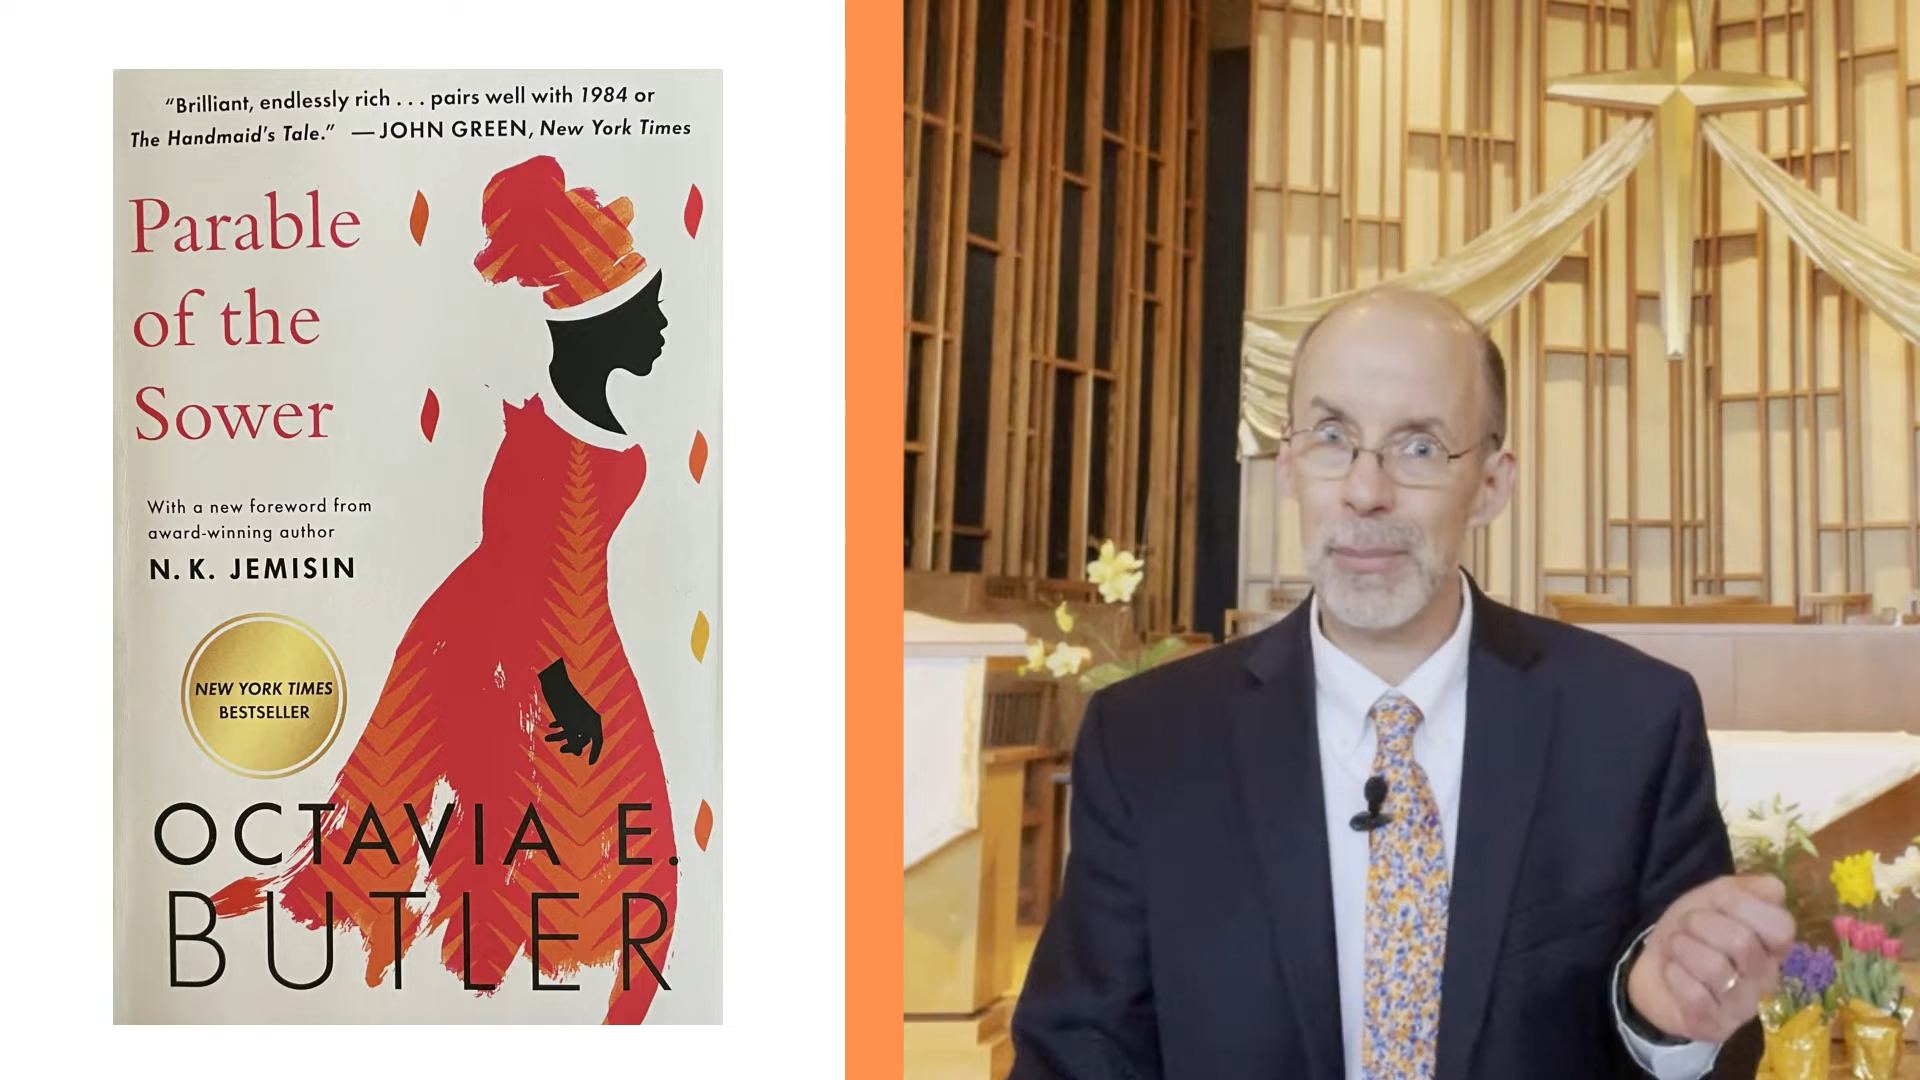 "Brilliant, endlessly rich . . . pairs well with 1984 or
The Handmaid's Tale." —JOHN GREEN, New York Times
Parable
of the
Sower
With a new foreword from
award-winning author
N. K. JEMISIN
NEW YORK TIMES
BESTSELLER
OCTAVIA E.
BUTLER